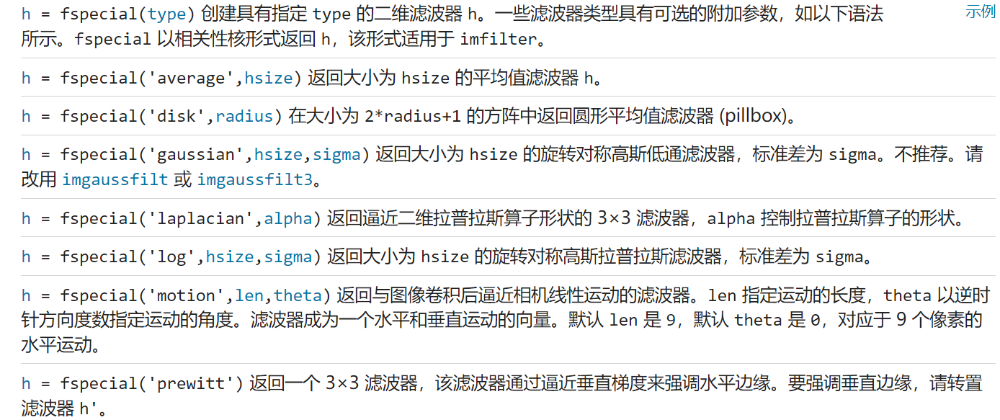 h = fspecial(type) 创建具有指定 type 的二维滤波器 h。一些滤波器类型具有可选的附加参数，如以下语法
示例
所示。fspecial 以相关性核形式返回 h，该形式适用于 imfilter。
h = fspecial('average',hsize) 返回大小为 hsize 的平均值滤波器 h。
h = fspecial('disk',radius) 在大小为 2*radius+1 的方阵中返回圆形平均值滤波器 (pillbox)。
h = fspecial('gaussian',hsize,sigma) 返回大小为 hsize 的旋转对称高斯低通滤波器，标准差为 sigma。不推荐。请
改用 imgaussfilt 或 imgaussfilt3。
h = fspecial('laplacian',alpha) 返回逼近二维拉普拉斯算子形状的 3×3 滤波器，alpha 控制拉普拉斯算子的形状。
h = fspecial('log',hsize,sigma) 返回大小为 hsize 的旋转对称高斯拉普拉斯滤波器，标准差为 sigma。
h = fspecial('motion',len,theta) 返回与图像卷积后逼近相机线性运动的滤波器。len 指定运动的长度，theta 以逆时
针方向度数指定运动的角度。滤波器成为一个水平和垂直运动的向量。默认 len 是 9，默认 theta 是 0，对应于 9 个像素的
水平运动。
h = fspecial('prewitt') 返回一个 3×3 滤波器，该滤波器通过逼近垂直梯度来强调水平边缘。要强调垂直边缘，请转置
滤波器 h'。